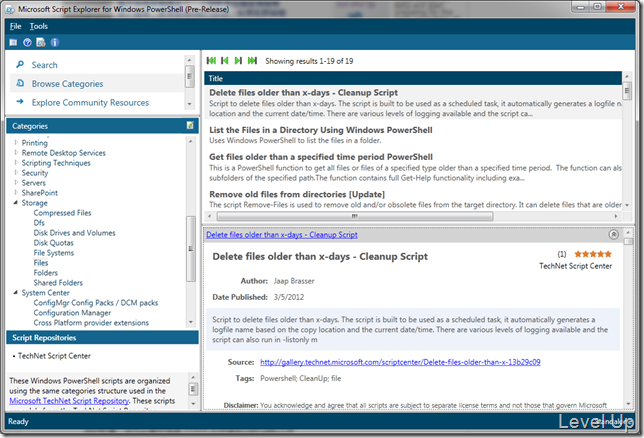 Microsoft Script Explorer for Windows PowerShell (Pre-Release)
File Tools
Search
Browse Categories
Explore Community Resources
Categories
Printing
Remote Desktop Services
Scripting Techniques
Security
Servers
SharePoint
Storage
Compressed Files
Dfs
Disk Drives and Volumes
Disk Quotas
File Systems
Files
Folders
Shared Folders
System Center
ConfigMgr Config Packs / DCM packs
Configuration Manager
Cross Platform provider extensions
Script Repositories
• TechNet Script Center
These Windows PowerShell scripts are organized
using the same categories structure used in the
Microsoft TechNet Script Repository. These
Showing results 1-19 of 19
Title
Delete files older than x-days - Cleanup Script
Script to delete files older than x-days. The script is built to be used as a scheduled task, it automatically generates a logfile name
location and the current date/time. There are various levels of logging available and the script ca...
List the Files in a Directory Using Windows PowerShell
Uses Windows PowerShell to list the files in a folder.
Get files older than a specified time period PowerShell
This is a PowerShell function to get all files or files of a specified type older than a specified time period. The function can als
subfolders of the specified path.The function contains full Get-Help functionality including exa...
Remove old files from directories [Update]
The script Remove-Files is used to remove old and/or obsolete files from the target directory. It can delete files that are older
Delete files older than x-days - Cleanup Script
Delete files older than x-days - Cleanup Script
(1)
TechNet Script Center
Author: Jaap Brasser
Date Published: 3/5/2012
Script to delete files older than x-days. The script is built to be used as a scheduled task, it automatically generates a
logfile name based on the copy location and the current date/time. There are various levels of logging available and the
script can also run in -listonly m
Source: http://gallery.technet.microsoft.com/scriptcenter/Delete-files-older-than-x-13b29c09
Tags: Powershell; CleanUp; file
Disclaimer: You acknowledge and agree that all scripts are subject to separate license terms and not those that govern Microsoft
Ready
Standalone
Level Up